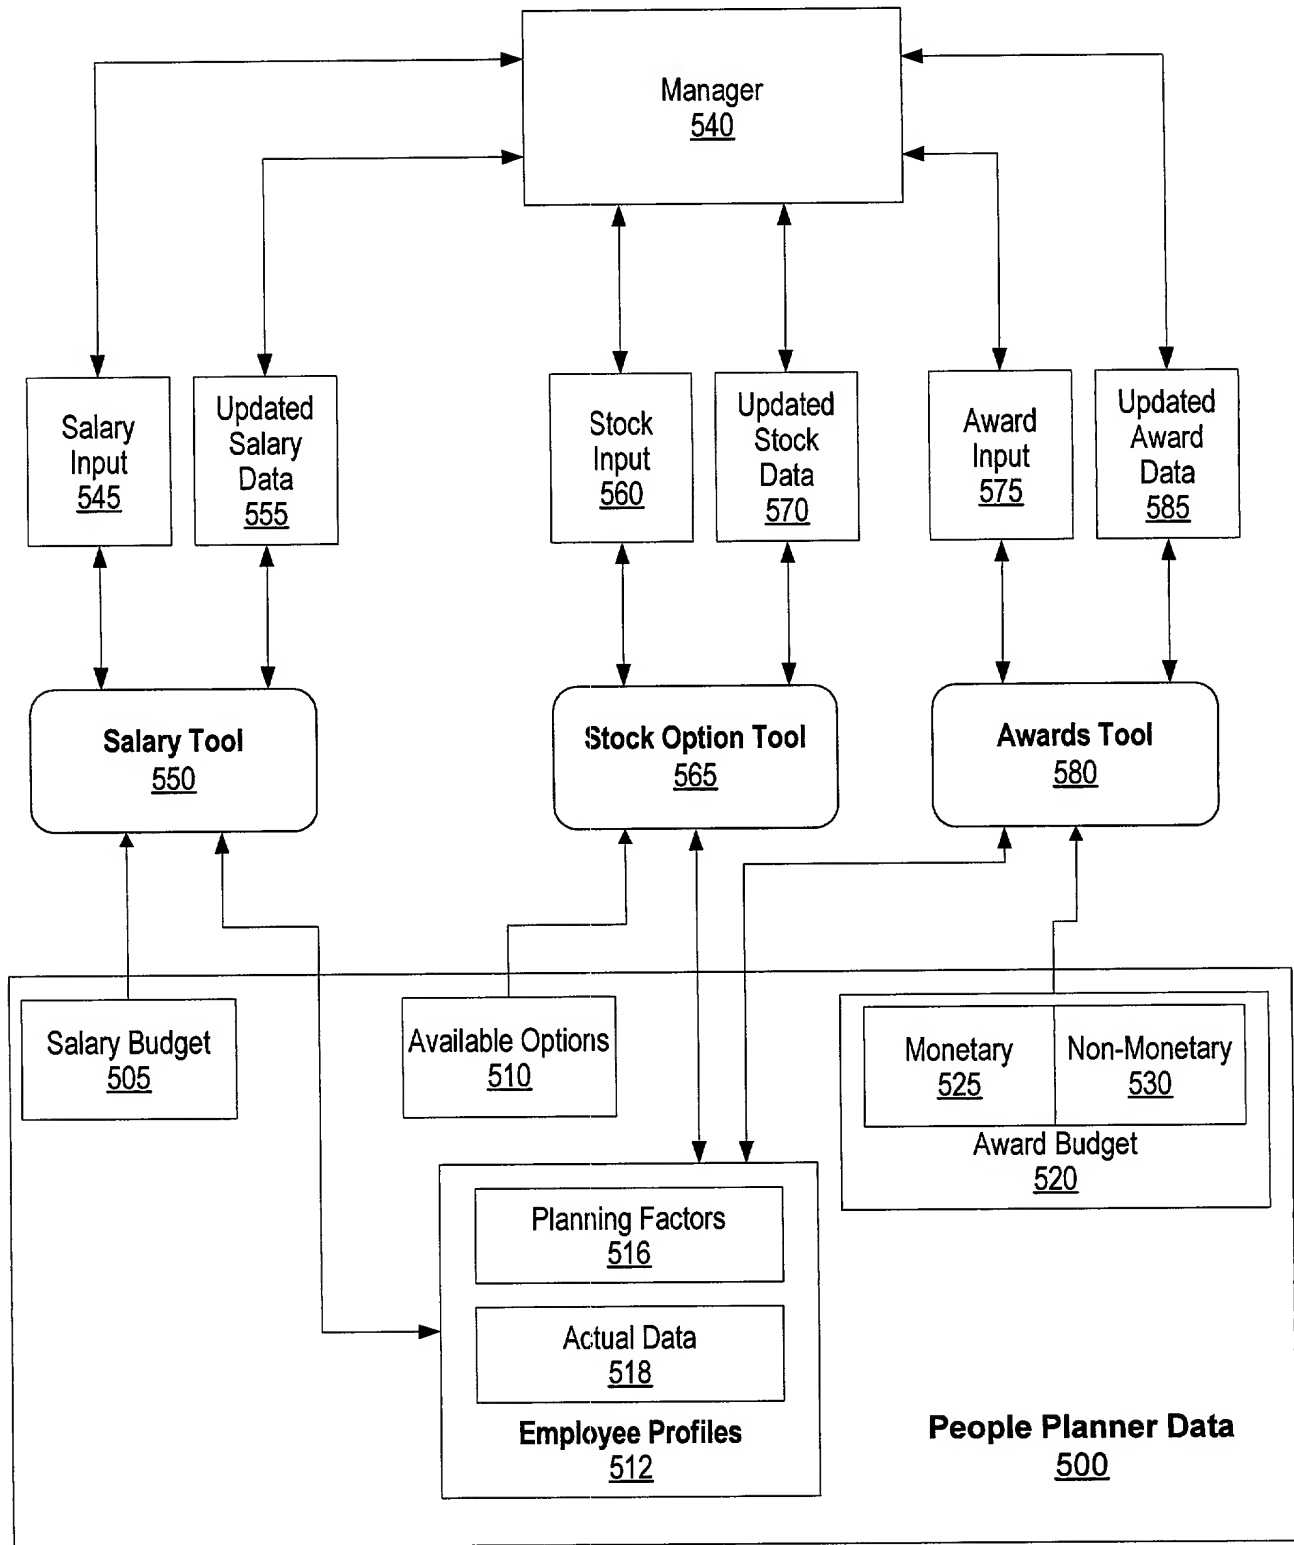 Manager
540
Salary
Input
545
Updated
Salary
Data
555
Stock
Input
560
Updated
Stock
Data
570
Award
Input
575
Updated
Award
Data
585
Salary Tool
550
Stock Option Tool
565
Awards Tool
580
Salary Budget
505
Available Options
510
Monetary
525
Non-Monetary
530
Award Budget
520
Planning Factors
516
Actual Data
518
Employee Profiles
512
People Planner Data
500